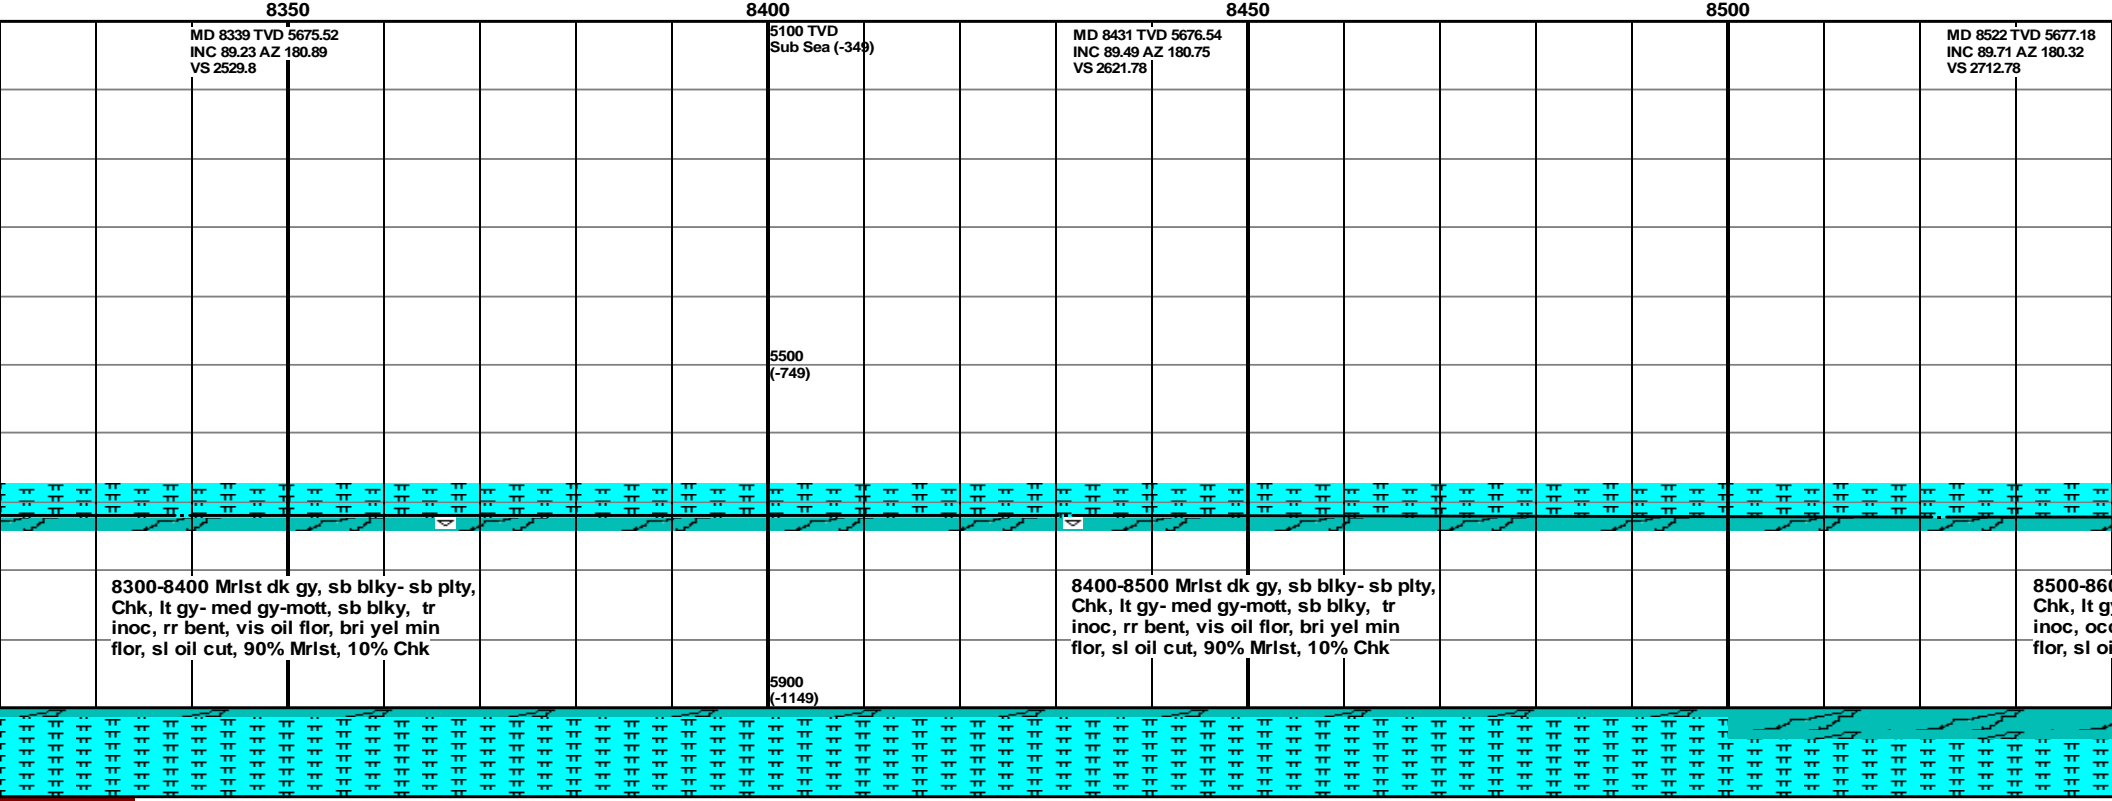 8350
8400
8450
8500
MD 8339 TVD 5675.52
INC 89.23 AZ 180.89
VS 2529.8
5100 TVD
Sub Sea (-349)
MD 8431 TVD 5676.54
INC 89.49 AZ 180.75
VS 2621.78
MD 8522 TVD 5677.18
INC 89.71 AZ 180.32
VS 2712.78
5500
(-749)
8300-8400 Mrlst dk gy, sb blky- sb plty,
Chk, lt gy- med gy-mott, sb blky, tr
inoc, rr bent, vis oil flor, bri yel min
flor, sl oil cut, 90% Mrlst, 10% Chk
8400-8500 Mrlst dk gy, sb blky- sb plty,
Chk, lt gy- med gy-mott, sb blky, tr
inoc, rr bent, vis oil flor, bri yel min
flor, sl oil cut, 90% Mrlst, 10% Chk
8500-860
Chk, lt g
inoc, occ
flor, sl oi
5900
(-1149)